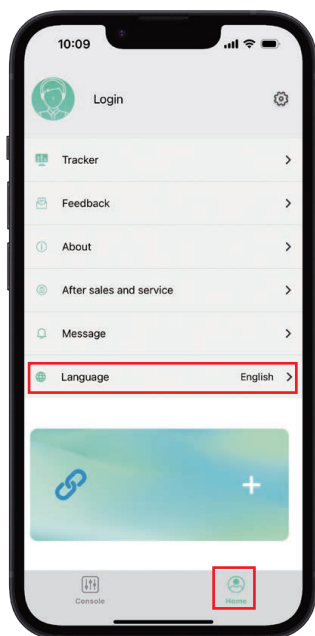 10:09
Login
Tracker
Feedback
About
After sales and service
Message
Language English
Console Home